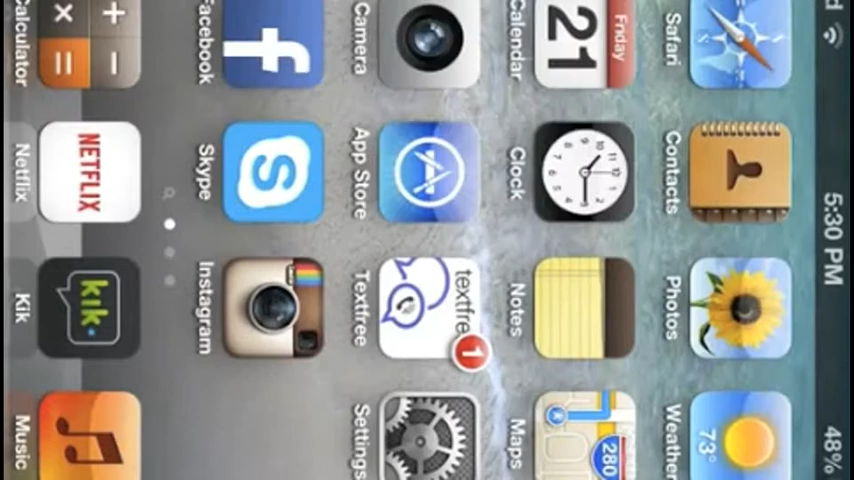 5:30 PM 48%
73°
Safari Contacts Photos Weather
Friday
21
280
Calendar Clock Notes Maps
textfre
1
Camera App Store Textfree Settings
f S
Facebook Skype Instagram
NETFLIX kik
Calculator Netflix Kik Music